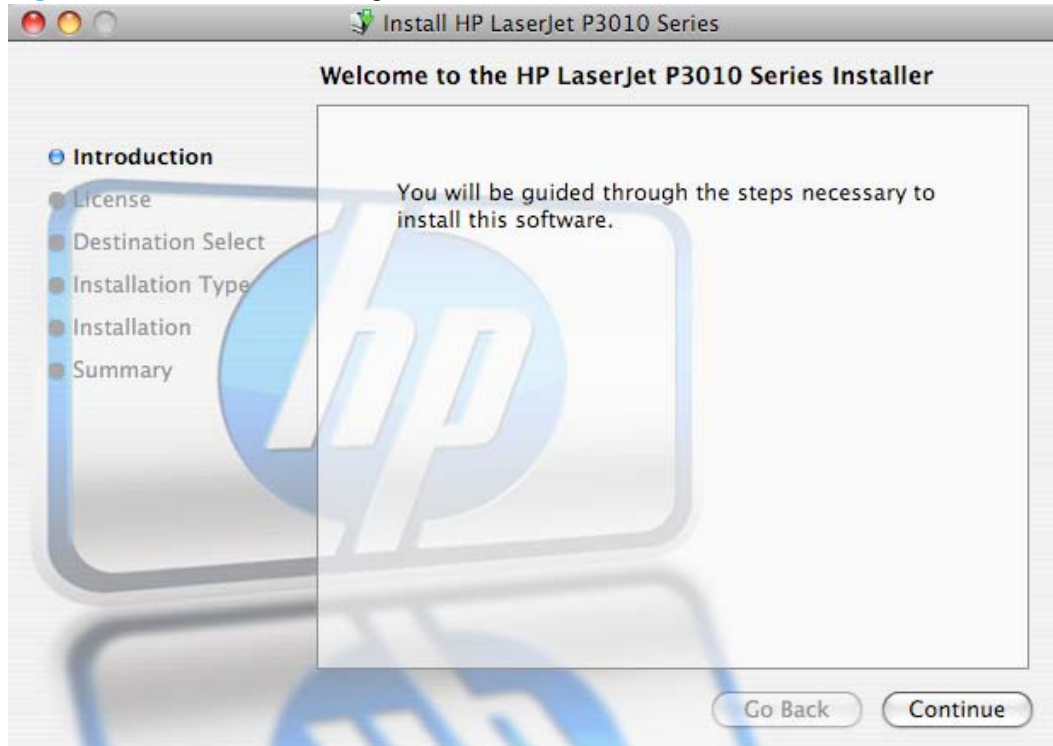 Install HP LaserJet P3010 Series
Welcome to the HP LaserJet P3010 Series Installer
Introduction
License
Destination Select
Installation Type
Installation
Summary
You will be guided through the steps necessary to
install this software.
hp
Go Back
Continue